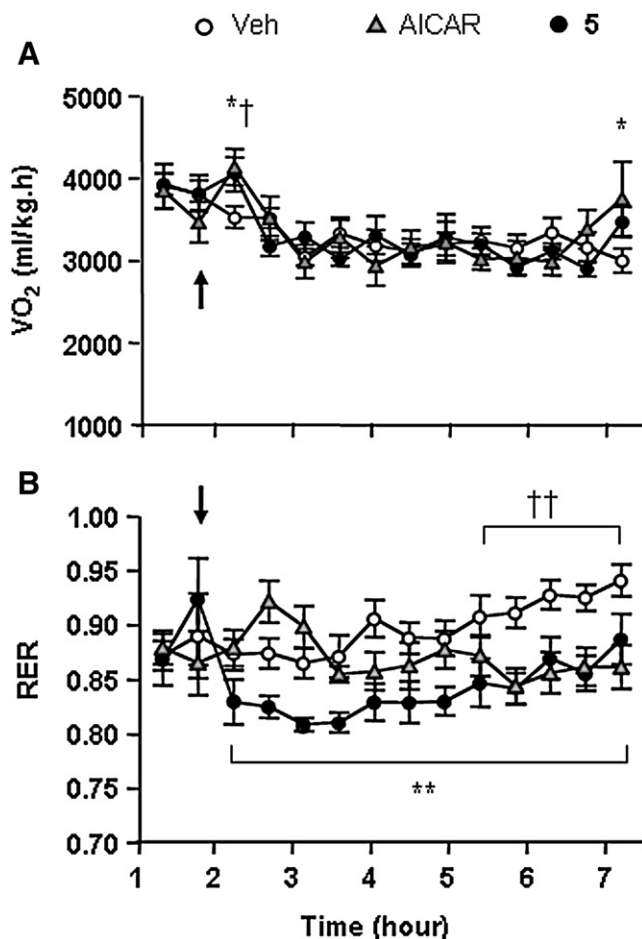 Veh AICAR 5
A
5000
*† *
4000
3000
2000
1000
VO2 (ml/kg.h)
B
1.00
††
0.95
0.90
0.85
0.80
**
0.75
0.70
RER
1 2 3 4 5 6 7
Time (hour)